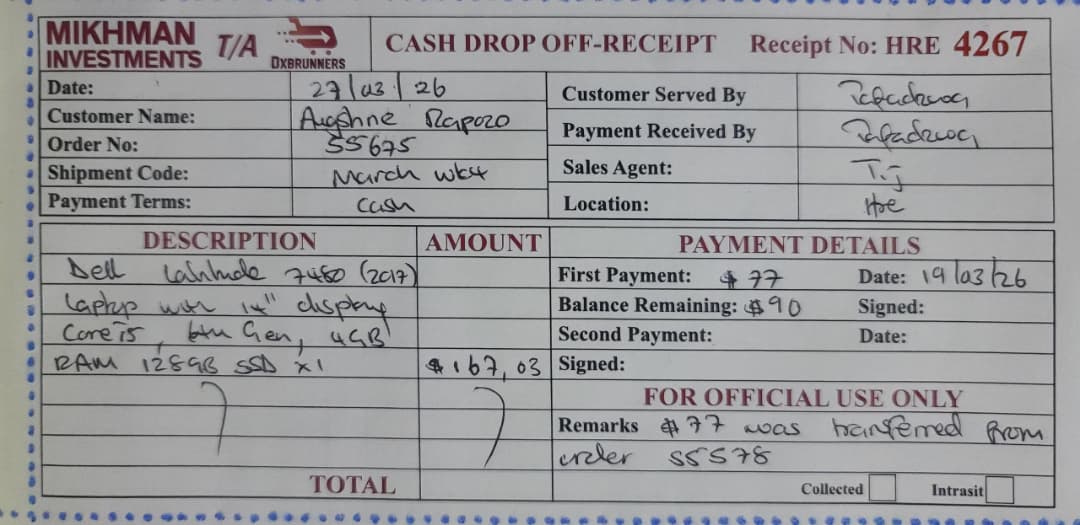 MIKHMAN INVESTMENTS T/A DXBRUNNERS
CASH DROP OFF-RECEIPT Receipt No: HRE 4267
Date: 27/03/26
Customer Name: Rapozo
Order No: 55675
Shipment Code: March wk4
Payment Terms: Cash
Customer Served By Tafadzwa
Payment Received By Tafadzwa
Sales Agent: T.J
Location: Hre
DESCRIPTION AMOUNT
Dell Latitude 7480 (2017)
Laptop with 14" display
Core i5, 6th Gen, 4GB
RAM 128GB SSD x1 $167,03
TOTAL
PAYMENT DETAILS
First Payment: $77 Date: 19/03/26
Balance Remaining: $90 Signed:
Second Payment: Date:
Signed:
FOR OFFICIAL USE ONLY
Remarks $77 was transferred from
order 55578
Collected Intrasit